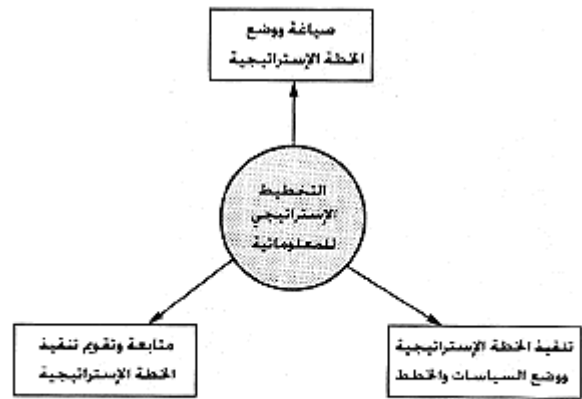 صياغة ووضع
الخطة الإستراتيجية
التخطيط
الإستراتيجي
للمعلوماتية
تنفيذ الخطة الإستراتيجية
ووضع السياسات والخطط
متابعة وتقويم تنفيذ
الخطة الإستراتيجية